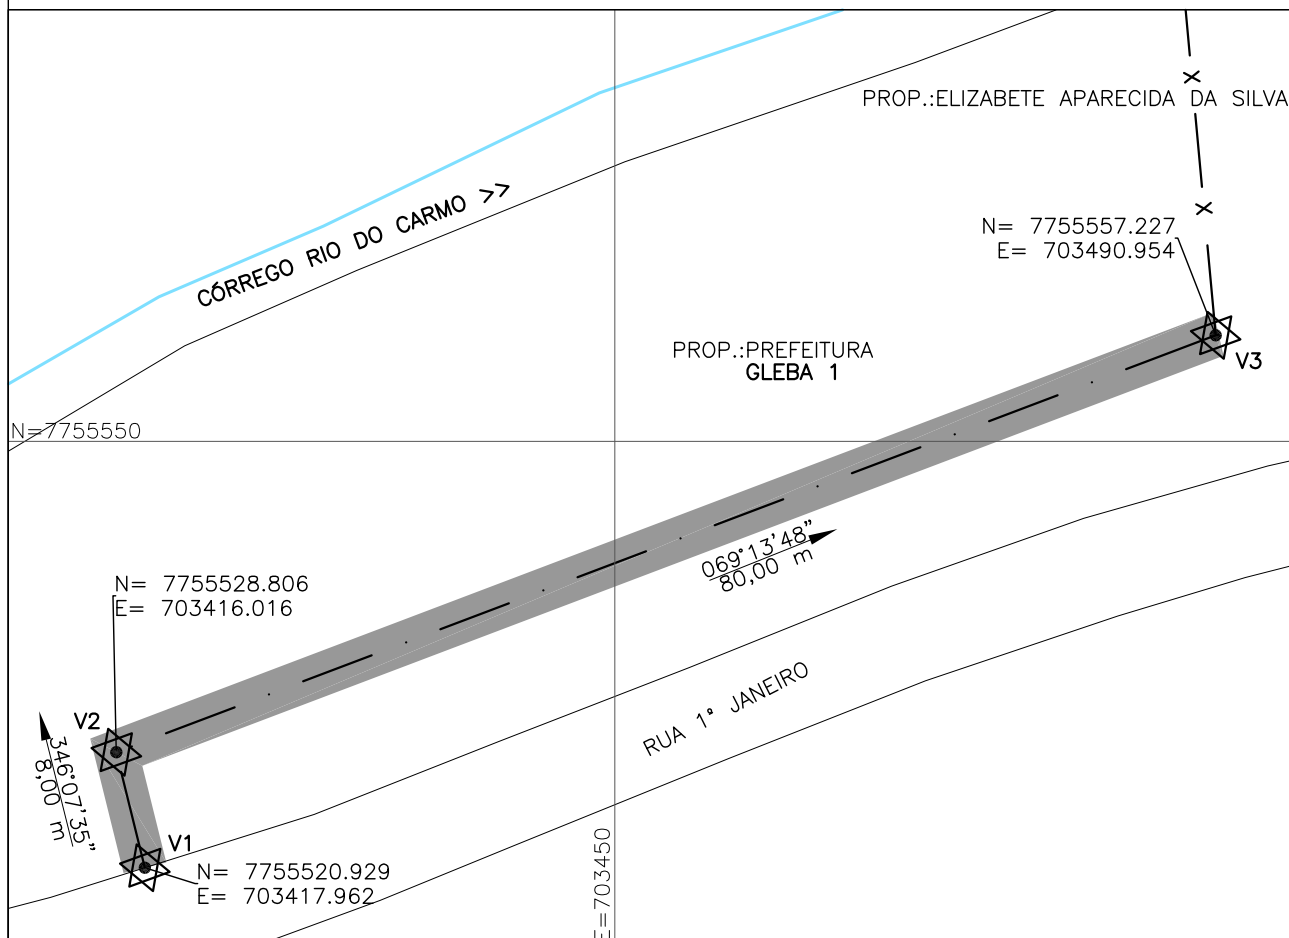 PROP.:ELIZABETE APARECIDA DA SILVA
CÓRREGO RIO DO CARMO >>
N= 7755557.227
E= 703490.954
PROP.:PREFEITURA
GLEBA 1
V3
N=7755550
069°13'48"
80,00 m
N= 7755528.806
E= 703416.016
V2
RUA 1º JANEIRO
346°07'35"
8,00 m
V1
N= 7755520.929
E= 703417.962
E=703450